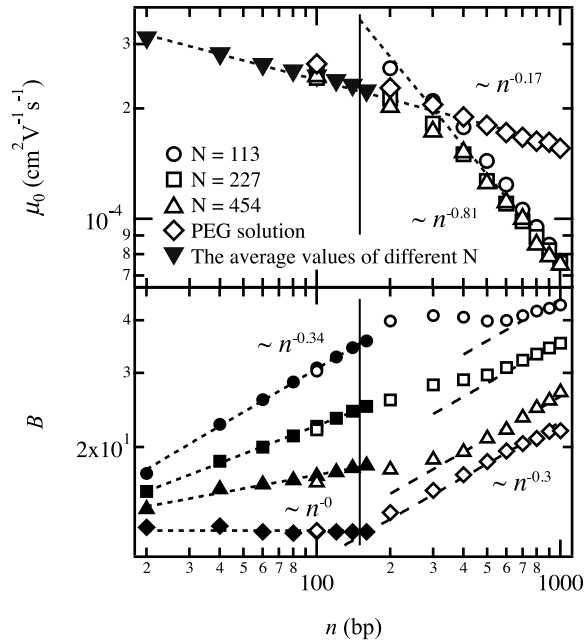 3
2
μ₀ (cm²V⁻¹s⁻¹)
10⁻⁴
9
8
7
~ n⁻⁰·¹⁷
~ n⁻⁰·⁸¹
N = 113
N = 227
N = 454
PEG solution
The average values of different N
4
3
2x10¹
B
~ n⁻⁰·³⁴
~ n⁻⁰
~ n⁻⁰·³
2 4 6 7 8 100 2 3 4 5 6 7 8 1000
n (bp)